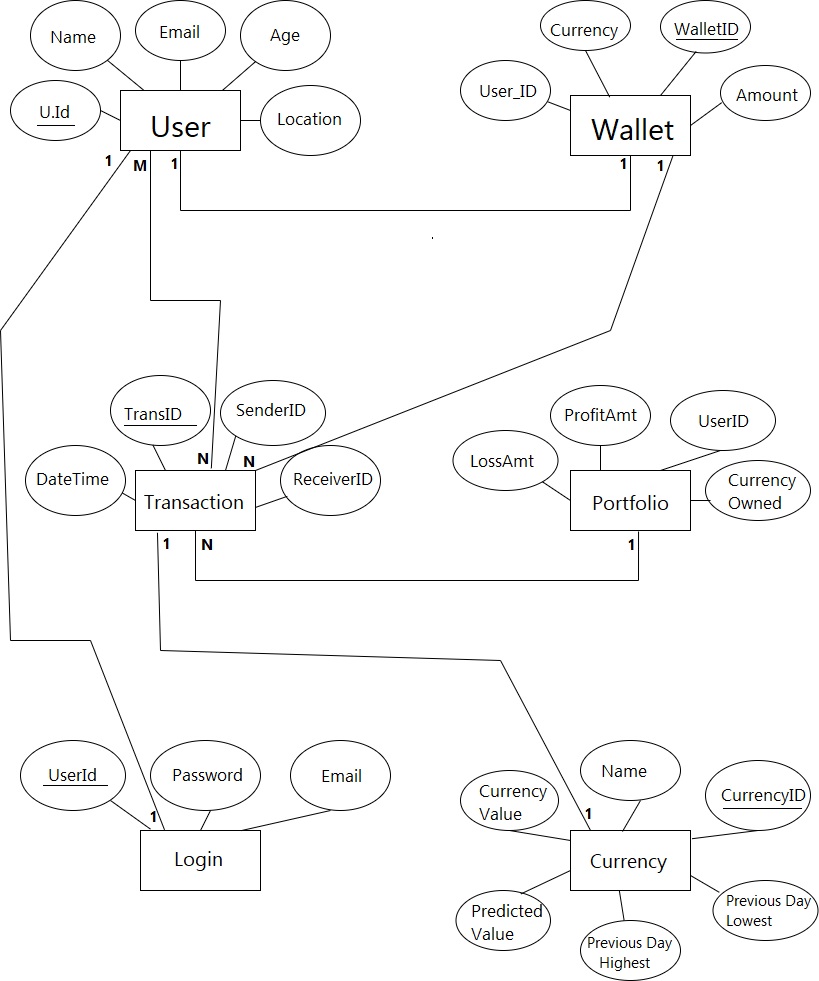 Name
Email
Age
U.Id
User
Location
Currency
WalletID
User_ID
Wallet
Amount
1
M
1
1
1
TransID
SenderID
DateTime
N
N
Transaction
ReceiverID
ProfitAmt
UserID
LossAmt
Portfolio
Currency
Owned
1
N
1
UserId
Password
Email
1
Login
Currency
Value
Name
CurrencyID
1
Currency
Predicted
Value
Previous Day
Highest
Previous Day
Lowest